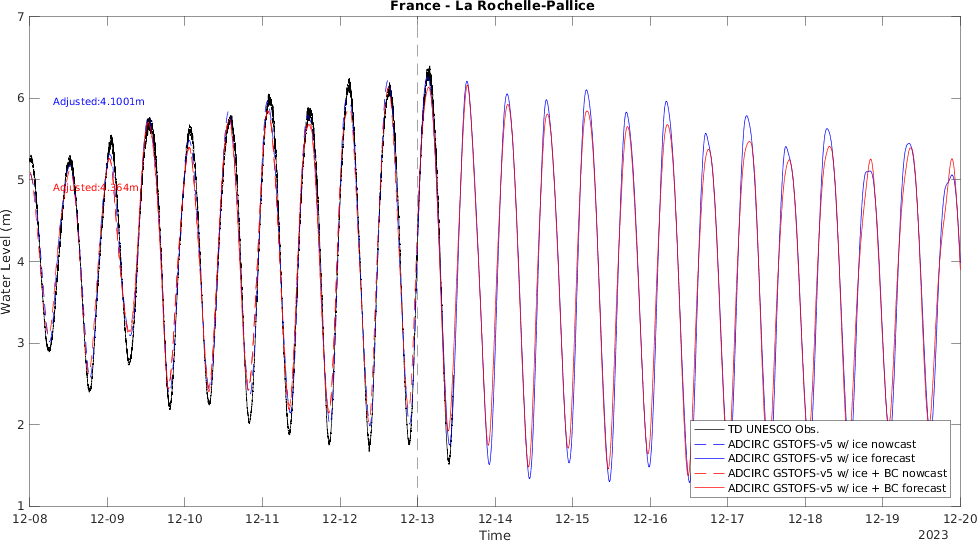 France - La Rochelle-Pallice
7
6
5
4
3
2
1
Water Level (m)
Adjusted:4.1001m
Adjusted:4.364m
TD UNESCO Obs.
ADCIRC GSTOFS-v5 w/ ice nowcast
ADCIRC GSTOFS-v5 w/ ice forecast
ADCIRC GSTOFS-v5 w/ ice + BC nowcast
ADCIRC GSTOFS-v5 w/ ice + BC forecast
12-08 12-09 12-10 12-11 12-12 12-13 12-14 12-15 12-16 12-17 12-18 12-19 12-20
Time
2023